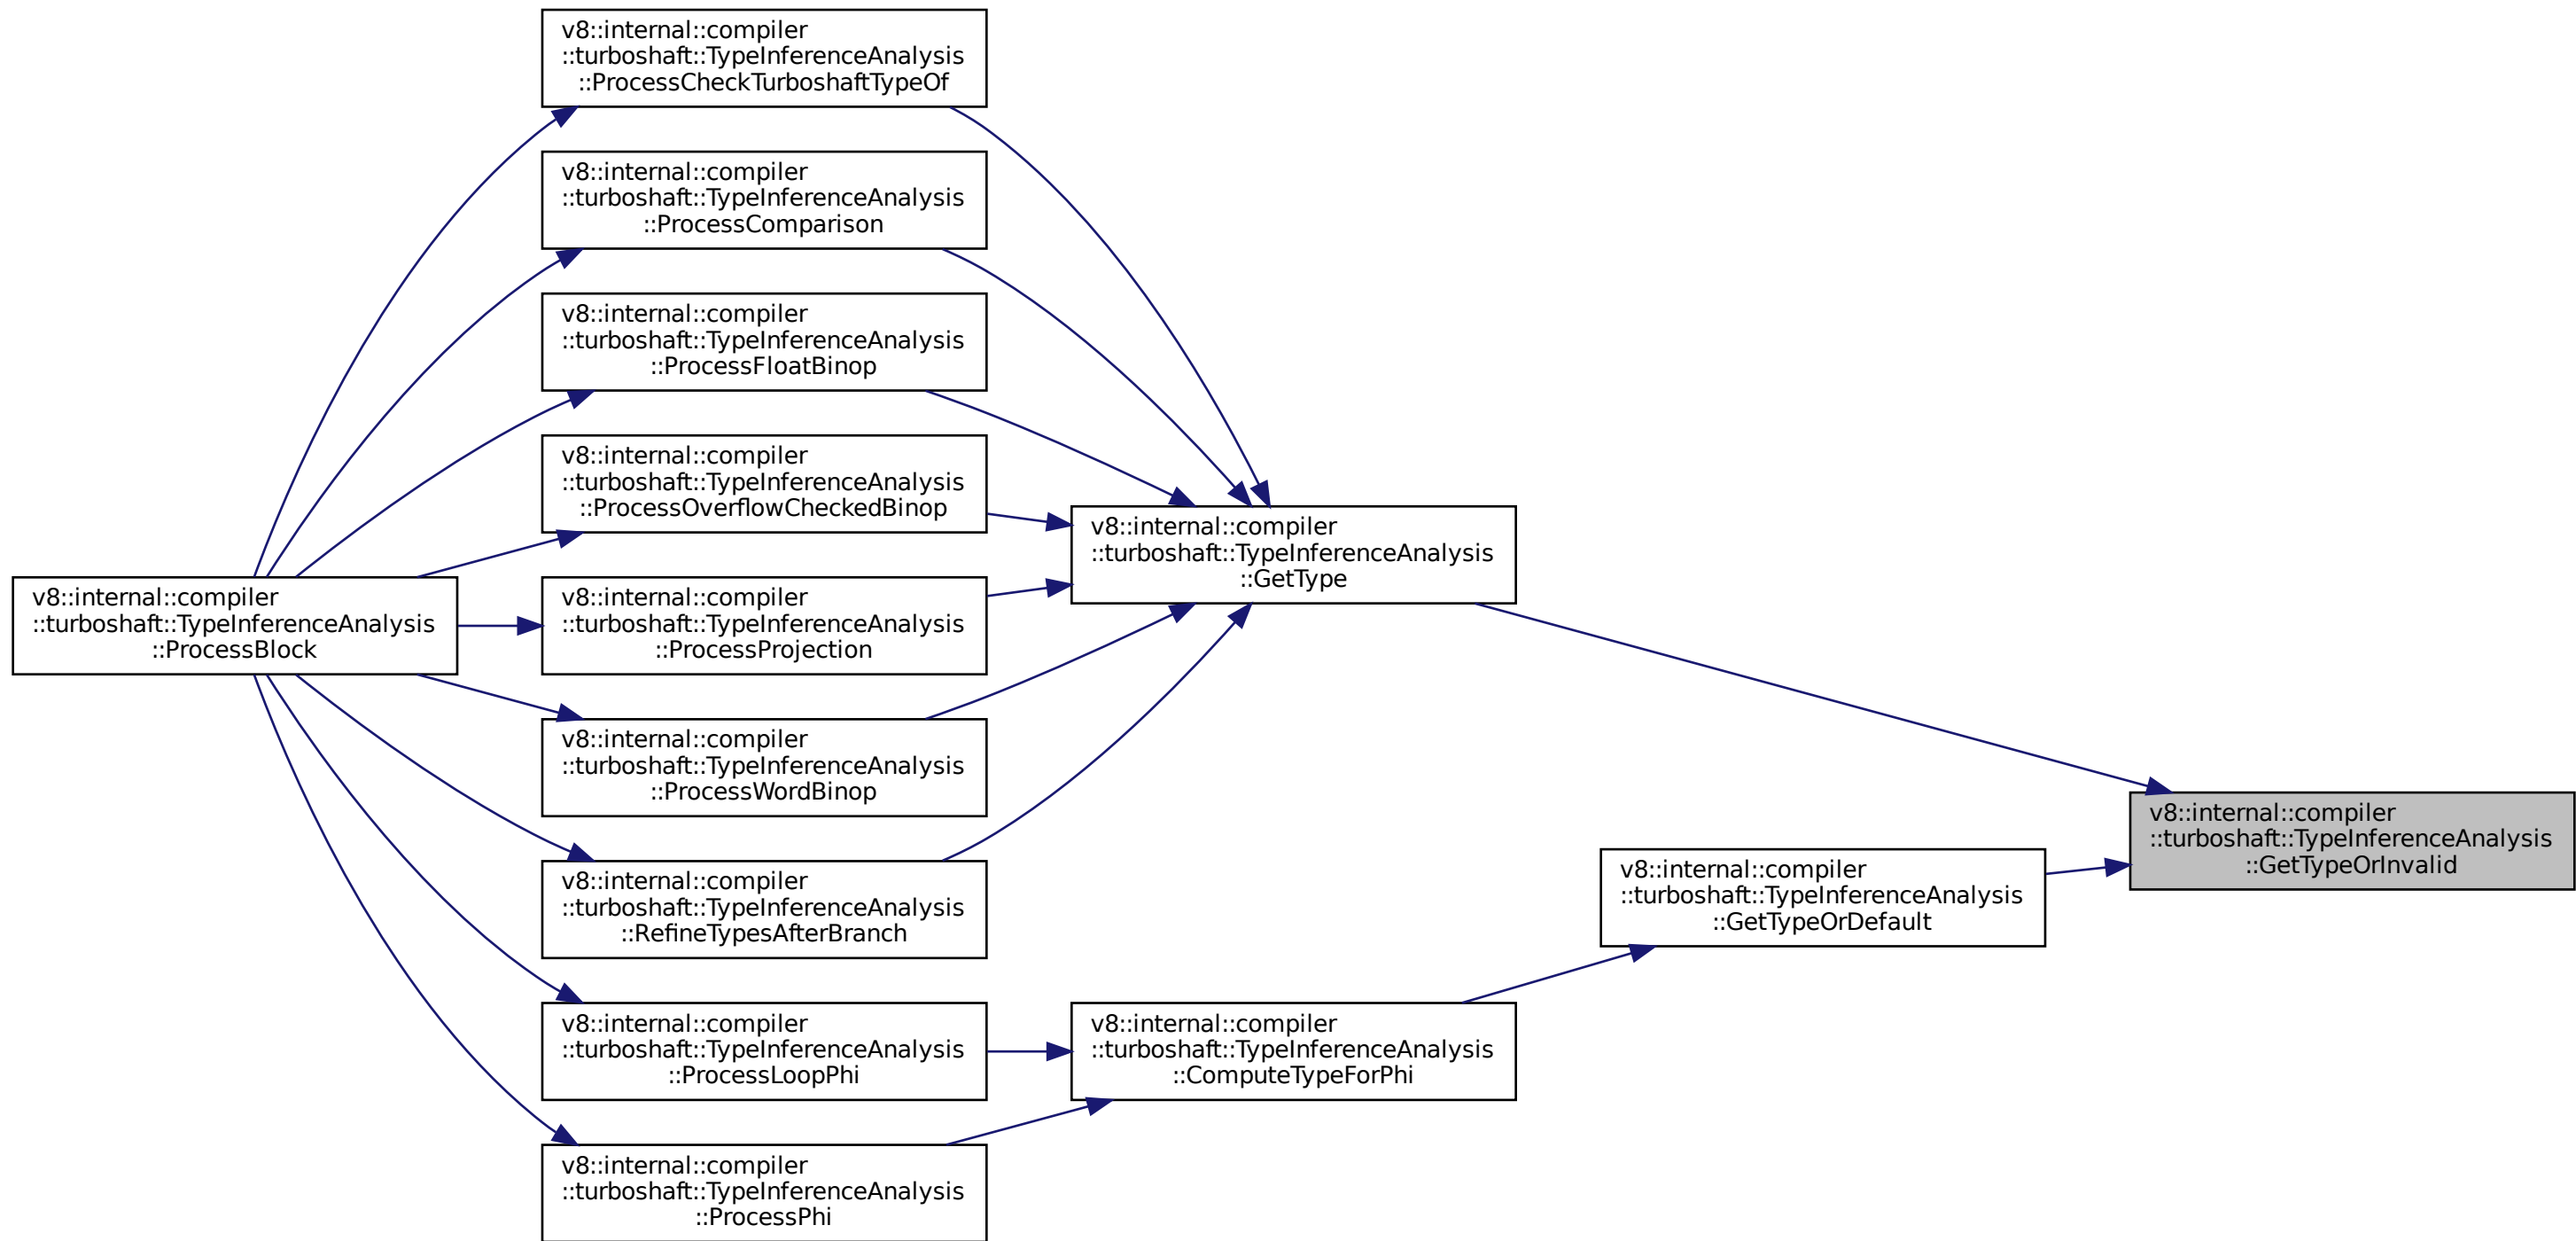 v8::internal::compiler
::turboshaft::TypeInferenceAnalysis
::ProcessCheckTurboshaftTypeOf
v8::internal::compiler
::turboshaft::TypeInferenceAnalysis
::ProcessComparison
v8::internal::compiler
::turboshaft::TypeInferenceAnalysis
::ProcessFloatBinop
v8::internal::compiler
::turboshaft::TypeInferenceAnalysis
::ProcessOverflowCheckedBinop
v8::internal::compiler
::turboshaft::TypeInferenceAnalysis
::GetType
v8::internal::compiler
::turboshaft::TypeInferenceAnalysis
::ProcessBlock
v8::internal::compiler
::turboshaft::TypeInferenceAnalysis
::ProcessProjection
v8::internal::compiler
::turboshaft::TypeInferenceAnalysis
::ProcessWordBinop
v8::internal::compiler
::turboshaft::TypeInferenceAnalysis
::GetTypeOrInvalid
v8::internal::compiler
::turboshaft::TypeInferenceAnalysis
::GetTypeOrDefault
v8::internal::compiler
::turboshaft::TypeInferenceAnalysis
::RefineTypesAfterBranch
v8::internal::compiler
::turboshaft::TypeInferenceAnalysis
::ProcessLoopPhi
v8::internal::compiler
::turboshaft::TypeInferenceAnalysis
::ComputeTypeForPhi
v8::internal::compiler
::turboshaft::TypeInferenceAnalysis
::ProcessPhi